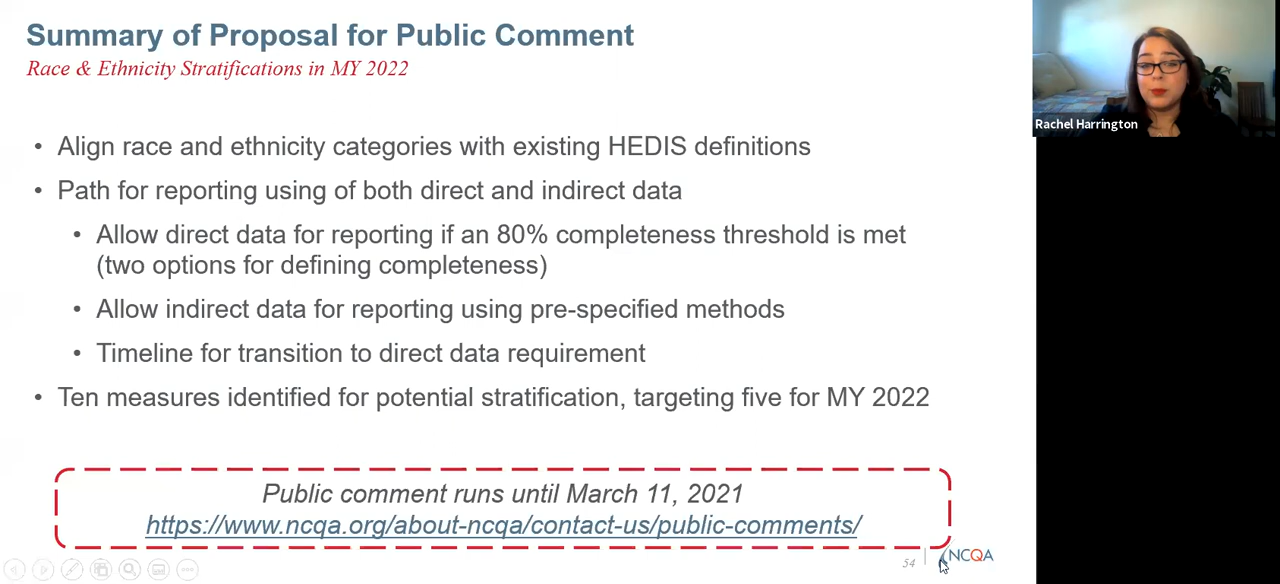 Summary of Proposal for Public Comment
Race & Ethnicity Stratifications in MY 2022
• Align race and ethnicity categories with existing HEDIS definitions
• Path for reporting using of both direct and indirect data
• Allow direct data for reporting if an 80% completeness threshold is met
(two options for defining completeness)
• Allow indirect data for reporting using pre-specified methods
• Timeline for transition to direct data requirement
• Ten measures identified for potential stratification, targeting five for MY 2022
Public comment runs until March 11, 2021
https://www.ncqa.org/about-ncqa/contact-us/public-comments/
54
NCQA
Rachel Harrington